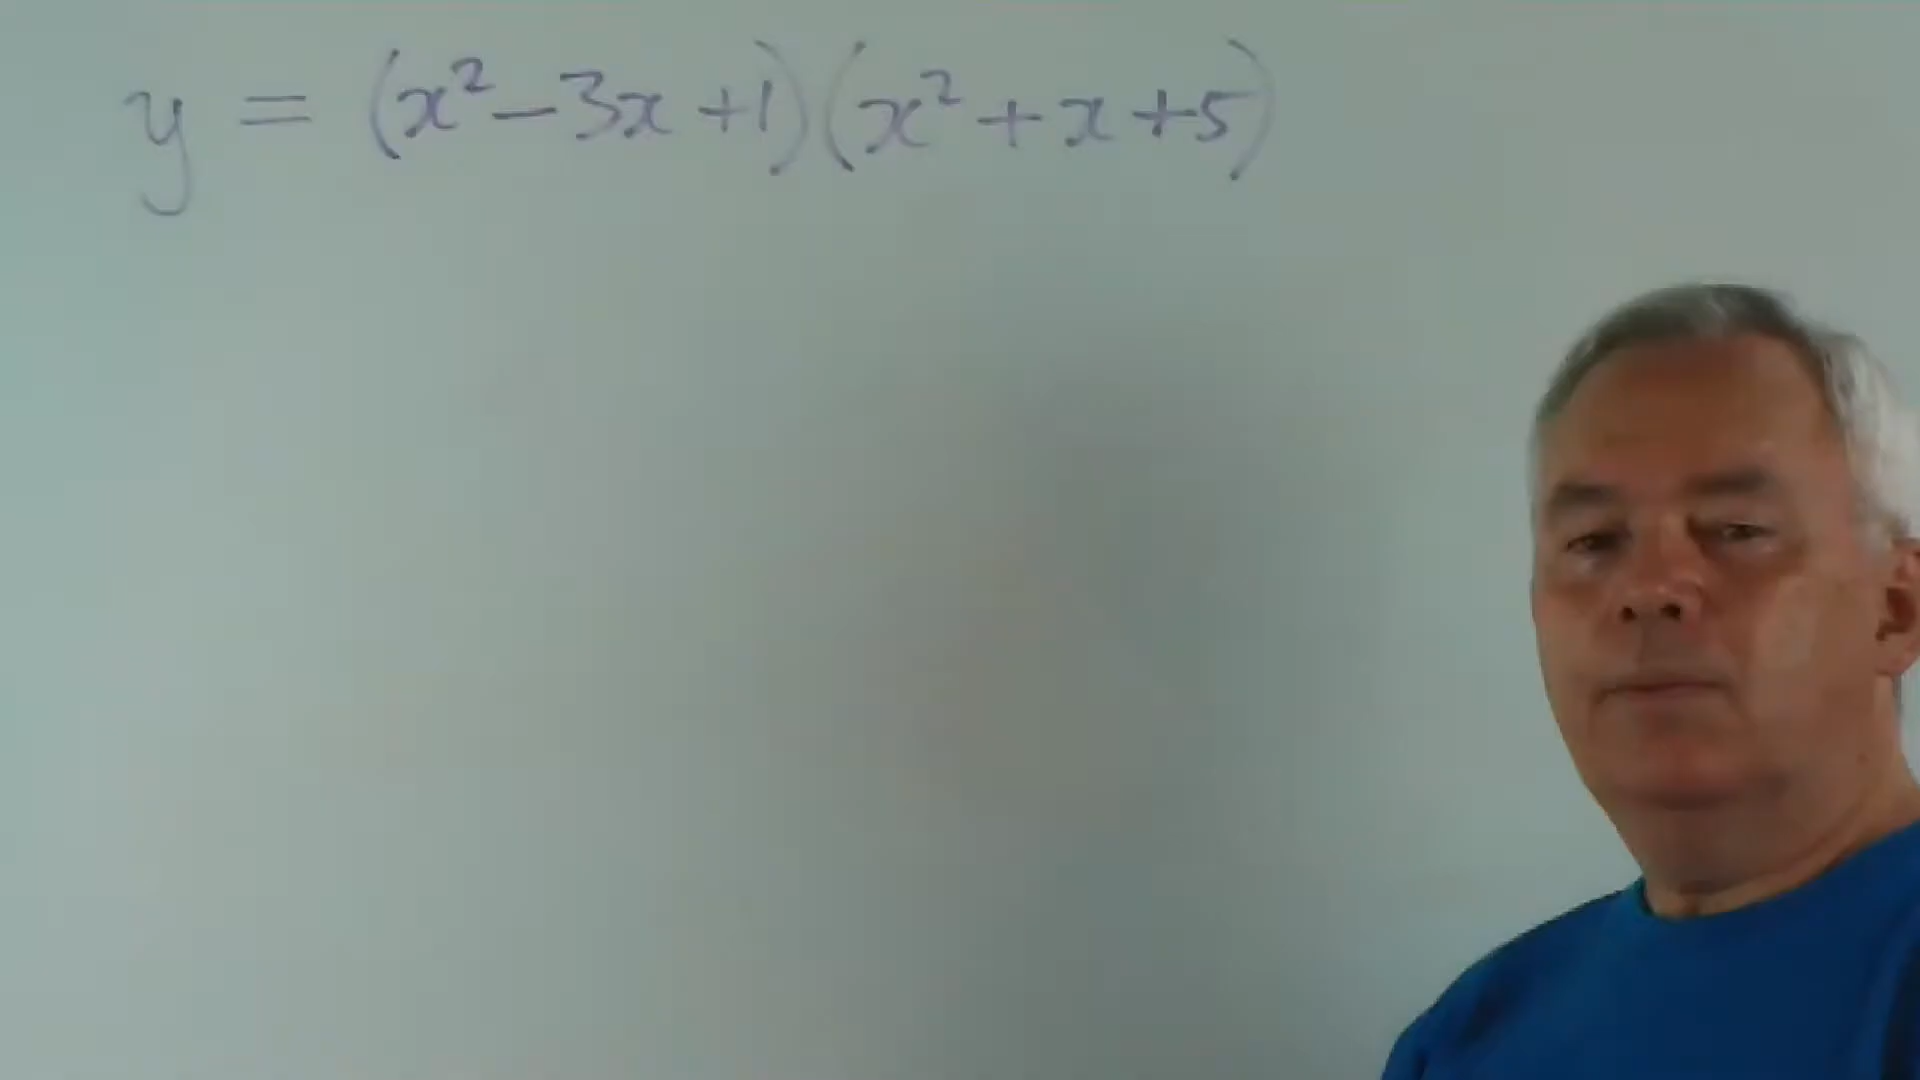 y = (x² - 3x + 1)(x² + x + 5)